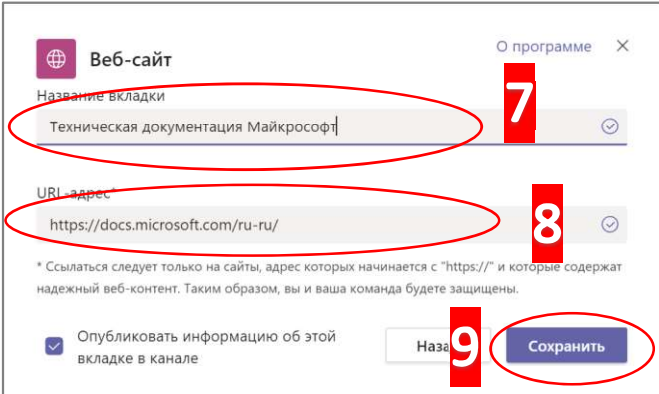 О программе
Веб-сайт
Название вкладки
7
Техническая документация Майкрософт
URL-адрес*
8
https://docs.microsoft.com/ru-ru/
* Ссылаться следует только на сайты, адрес которых начинается с "https://" и которые содержат
надежный веб-контент. Таким образом, вы и ваша команда будете защищены.
9
Опубликовать информацию об этой
вкладке в канале
Сохранить